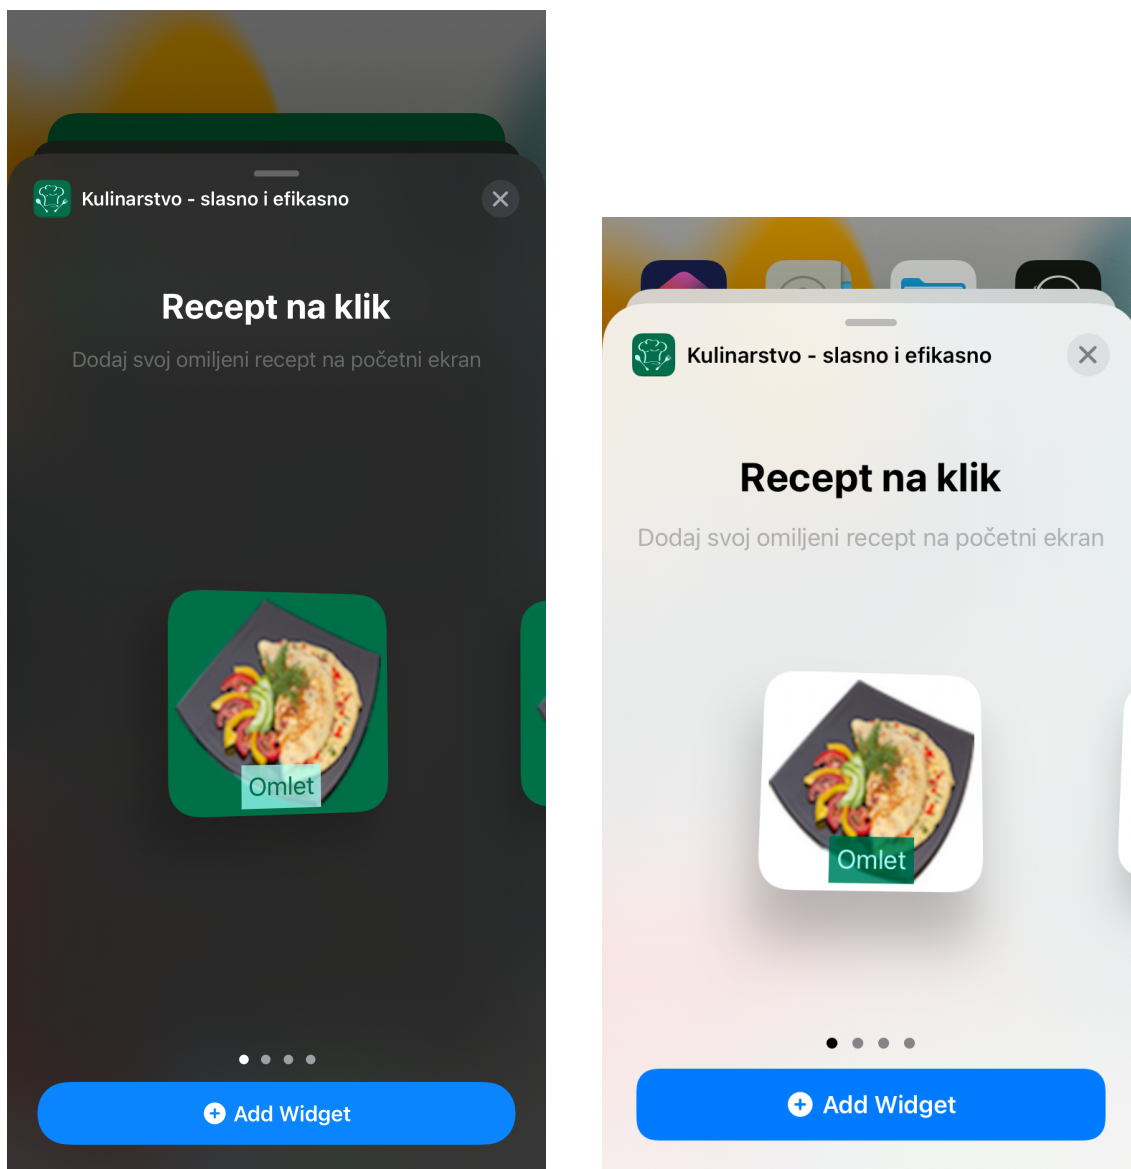 Kulinarstvo - slasno i efikasno
Recept na klik
Dodaj svoj omiljeni recept na početni ekran
Omlet
Add Widget
Kulinarstvo - slasno i efikasno
Recept na klik
Dodaj svoj omiljeni recept na početni ekran
Omlet
Add Widget